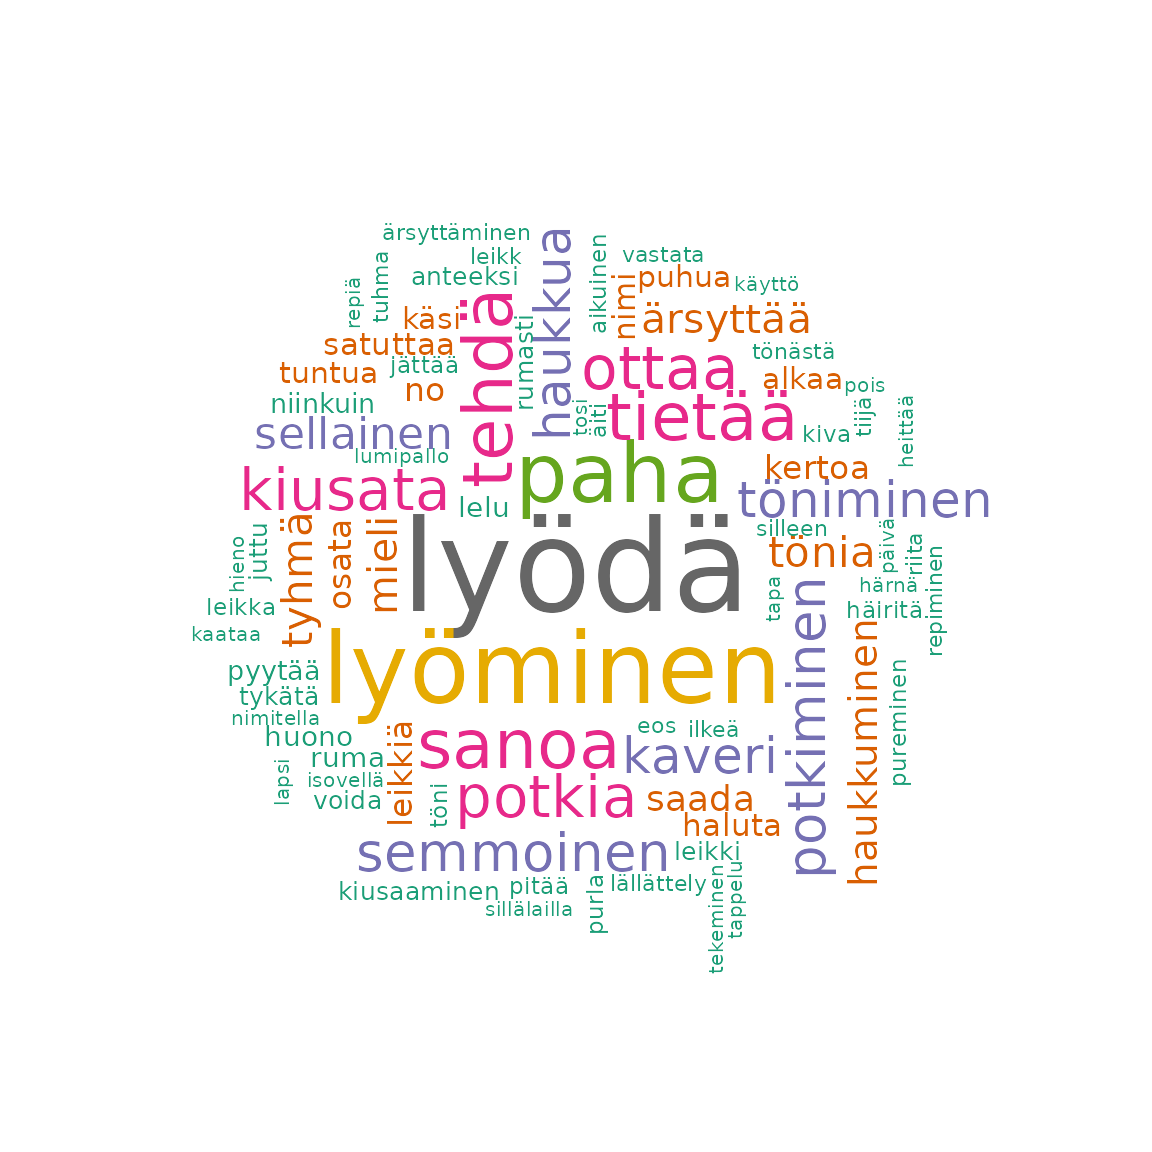 ärsyttäminen
leikk
anteeksi
tuhma
repiä
käsi
satuttaa
jättää
tuntua
no
niinkuin
sellainen
lumipallo
kiusata
lelu
tehdä
rumasti
haukkua
aikuinen
nimi
vastata
puhua
käyttö
ärsyttää
tönästä
ottaa
alkaa
pois
tosi
äiti
tietää
kiva
tiijä
heittää
paha
kertoa
töniminen
silleen
tönia
päivä
riita
repiminen
hieno
juttu
tyhmä
osata
mieli
lyödä
tapa
härnä
häiritä
leikka
kaataa
lyöminen
potkiminen
haukkuminen
pureminen
pyytää
tykätä
nimitella
huono
ruma
isovellä
lapsi
voida
leikkiä
töni
sanoa
eos
ilkeä
kaveri
potkia
saada
haluta
semmoinen
leikki
kiusaaminen
pitää
sillälailla
purla
lällättely
tekeminen
tappelu